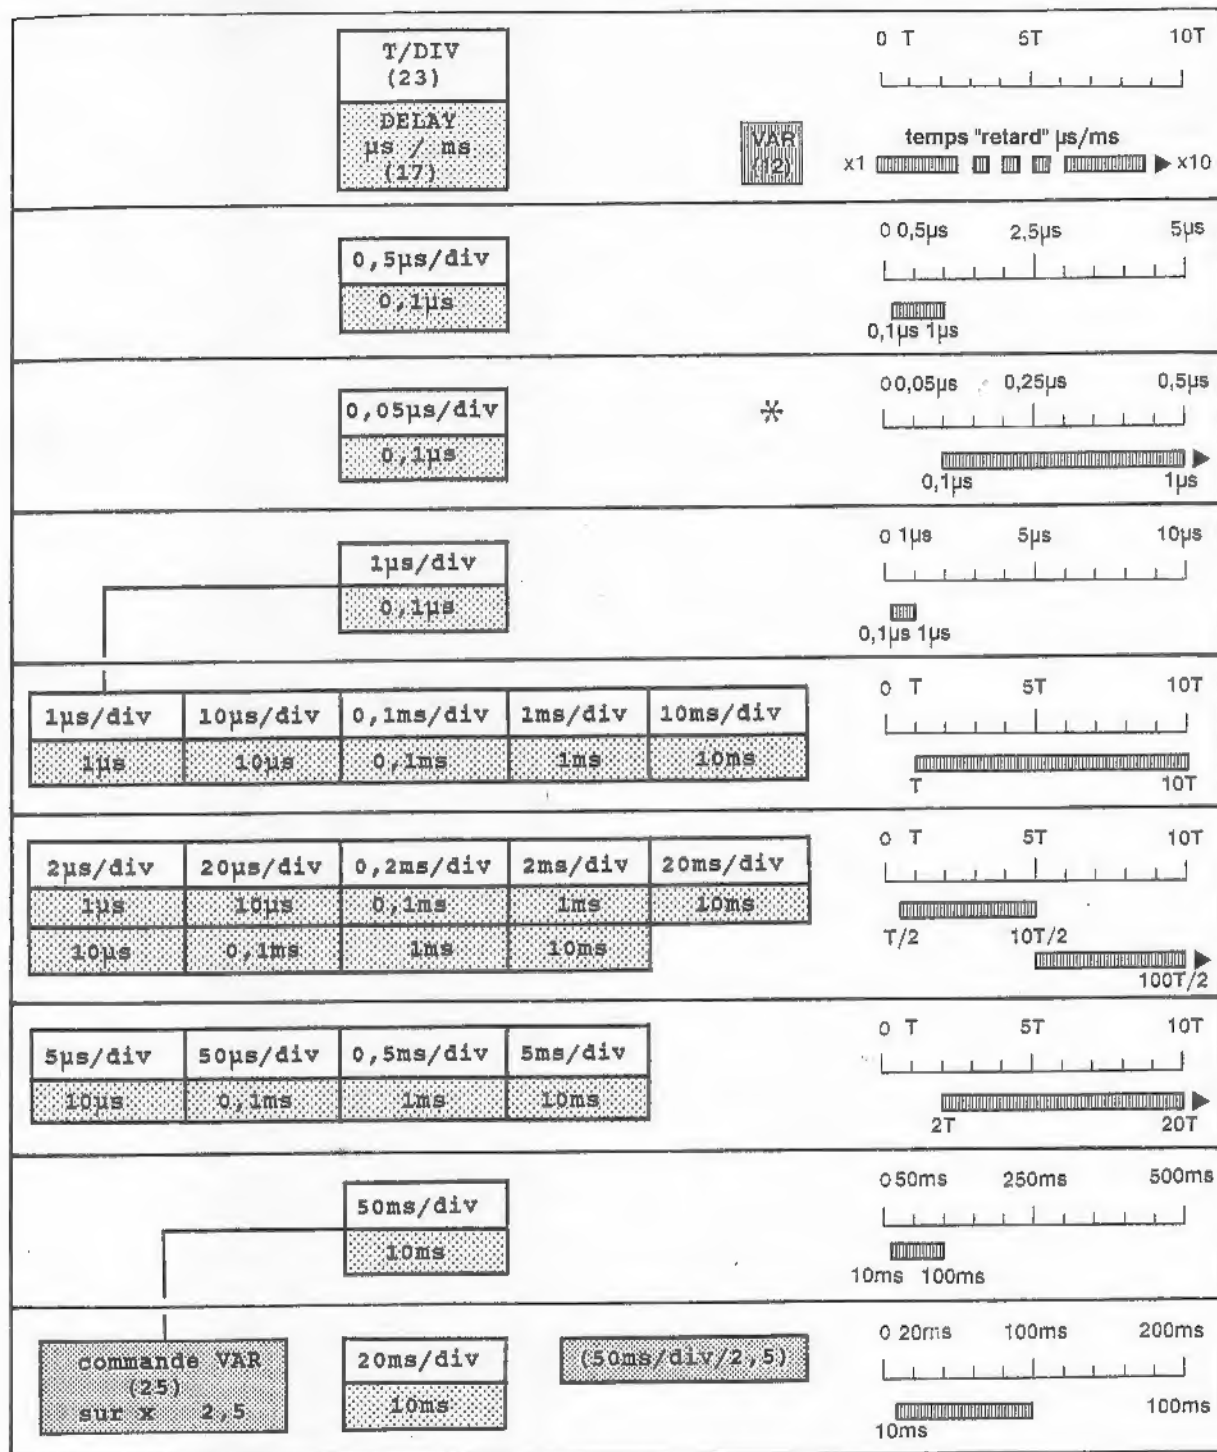 T/DIV
(23)
DELAY
µs / ms
(17)
VAR
(12)
0 T 5T 10T
temps "retard" µs/ms
x1 x10
0,5µs/div
0,1µs
0 0,5µs 2,5µs 5µs
0,1µs 1µs
0,05µs/div
0,1µs
*
0 0,05µs 0,25µs 0,5µs
0,1µs 1µs
1µs/div
0,1µs
0 1µs 5µs 10µs
0,1µs 1µs
1µs/div 10µs/div 0,1ms/div 1ms/div 10ms/div
1µs 10µs 0,1ms 1ms 10ms
0 T 5T 10T
T 10T
2µs/div 20µs/div 0,2ms/div 2ms/div 20ms/div
1µs 10µs 0,1ms 1ms 10ms
10µs 0,1ms 1ms 10ms
0 T 5T 10T
T/2 10T/2
100T/2
5µs/div 50µs/div 0,5ms/div 5ms/div
10µs 0,1ms 1ms 10ms
0 T 5T 10T
2T 20T
50ms/div
10ms
0 50ms 250ms 500ms
10ms 100ms
commande VAR
(25)
sur x 2,5
20ms/div
10ms
(50ms/div/2,5)
0 20ms 100ms 200ms
100ms
10ms